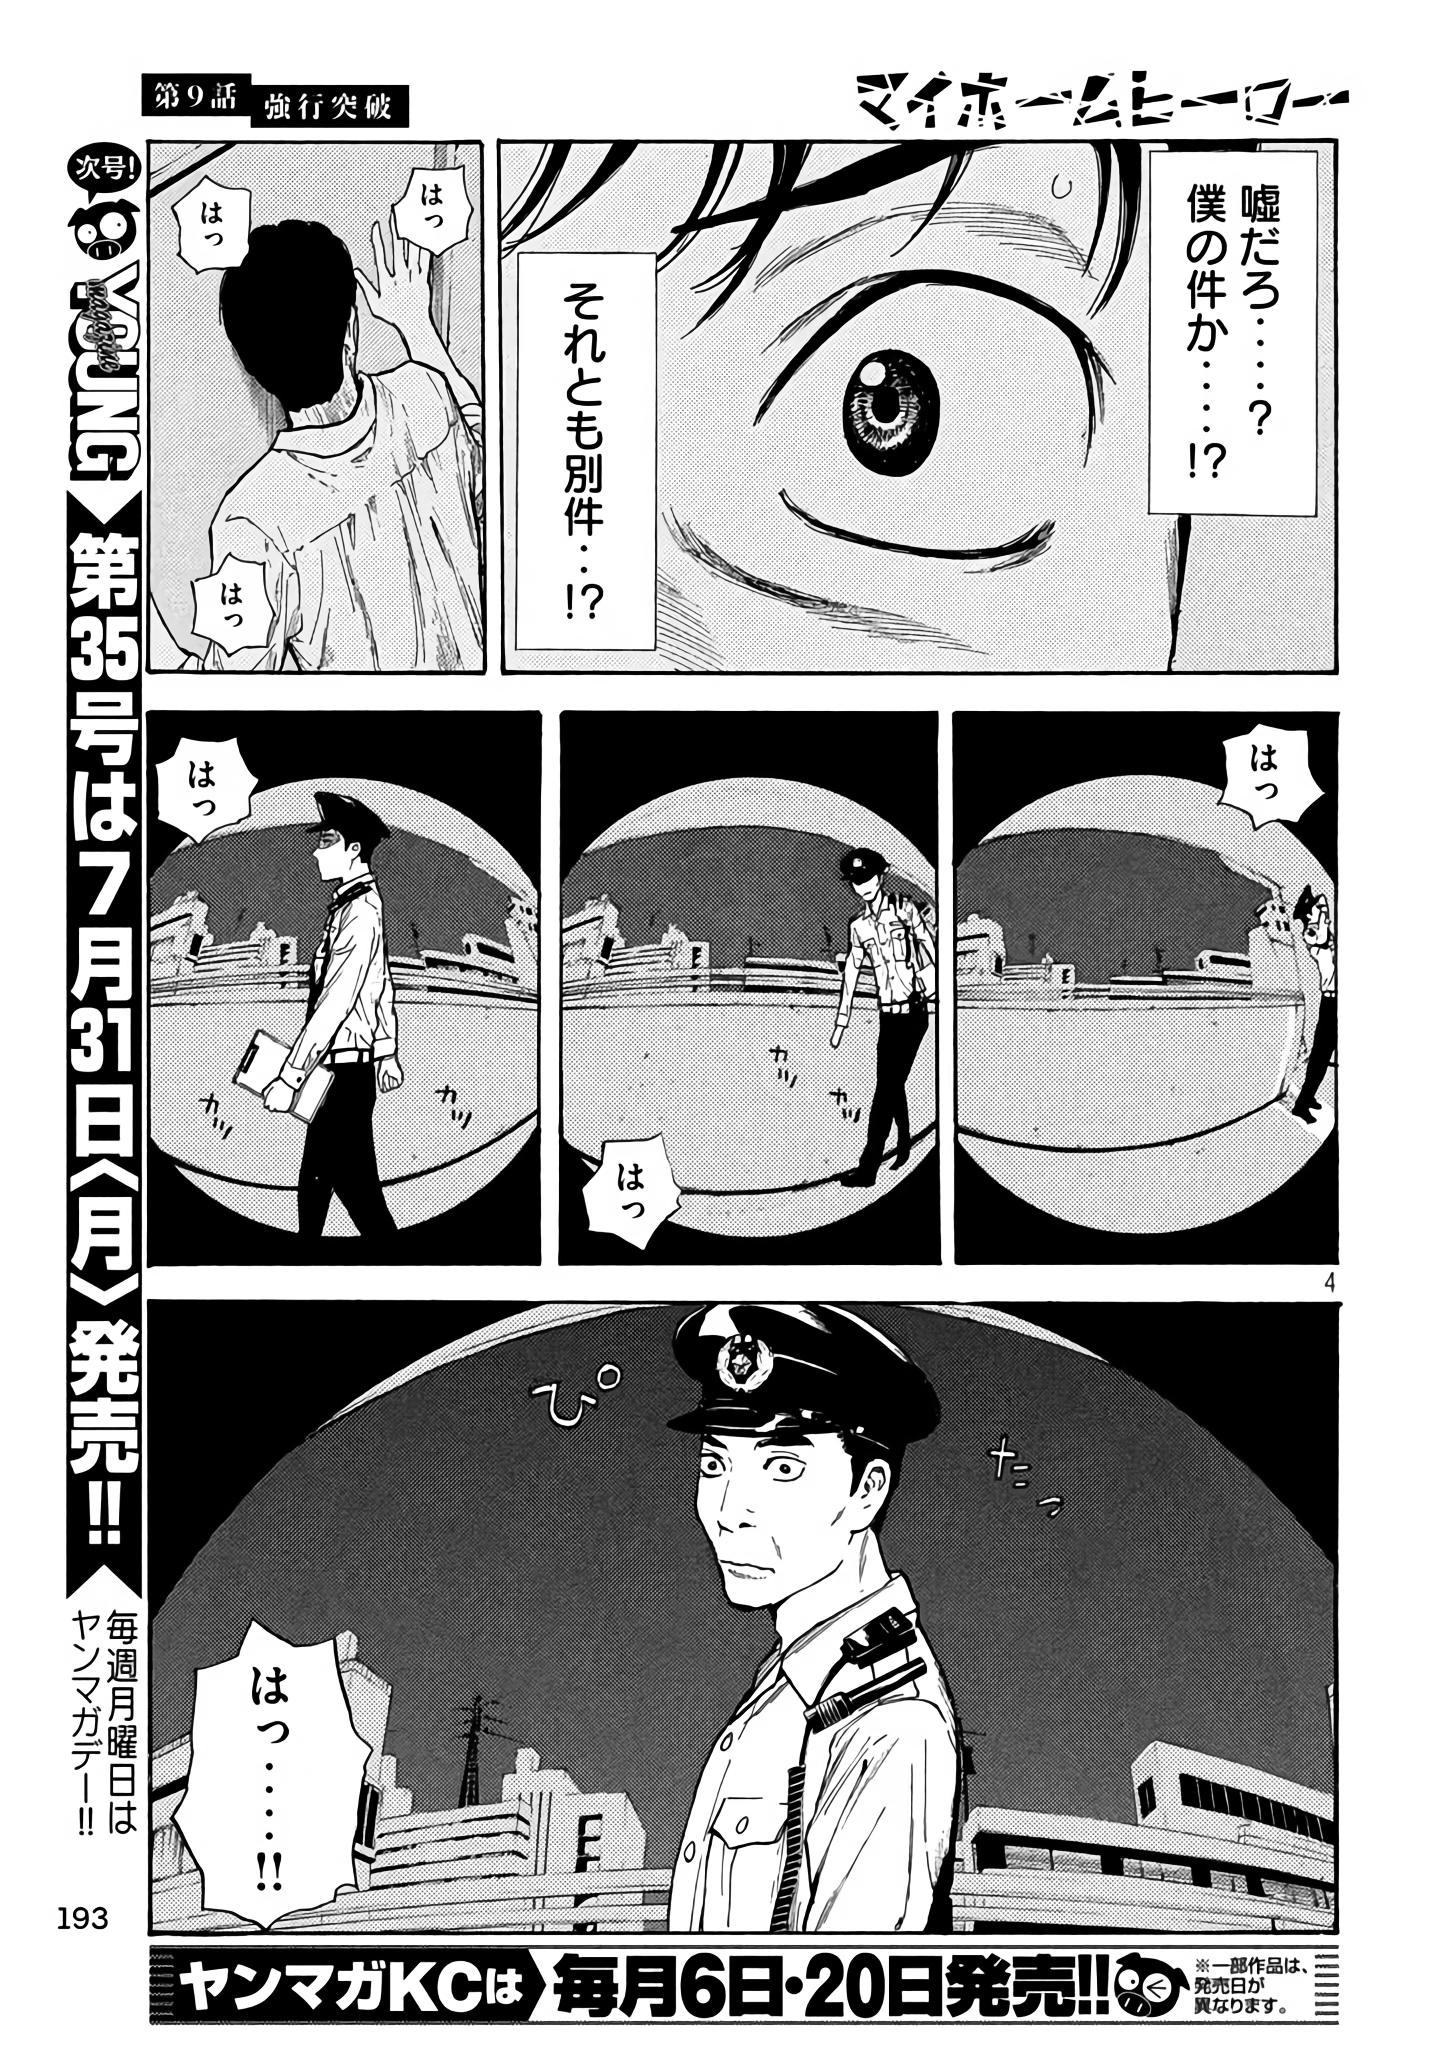 第9話
強行突破
マイホームヒーロー
嘘だろ‥‥‥?
僕の件か‥‥‥!?
それとも別件‥‥!?
はっ
はっ
はっ
はっ
はっ
カツ
カツ
はっ
カツ
カツ
4
ぴ
たっ
はっ‥‥‥!!
次号!
YOUNG
magazine
第35号は7月31日〈月〉発売!!
毎週月曜日は
ヤンマガデー!!
193
ヤンマガKCは
毎月6日・20日発売!!
※一部作品は、
発売日が
異なります。